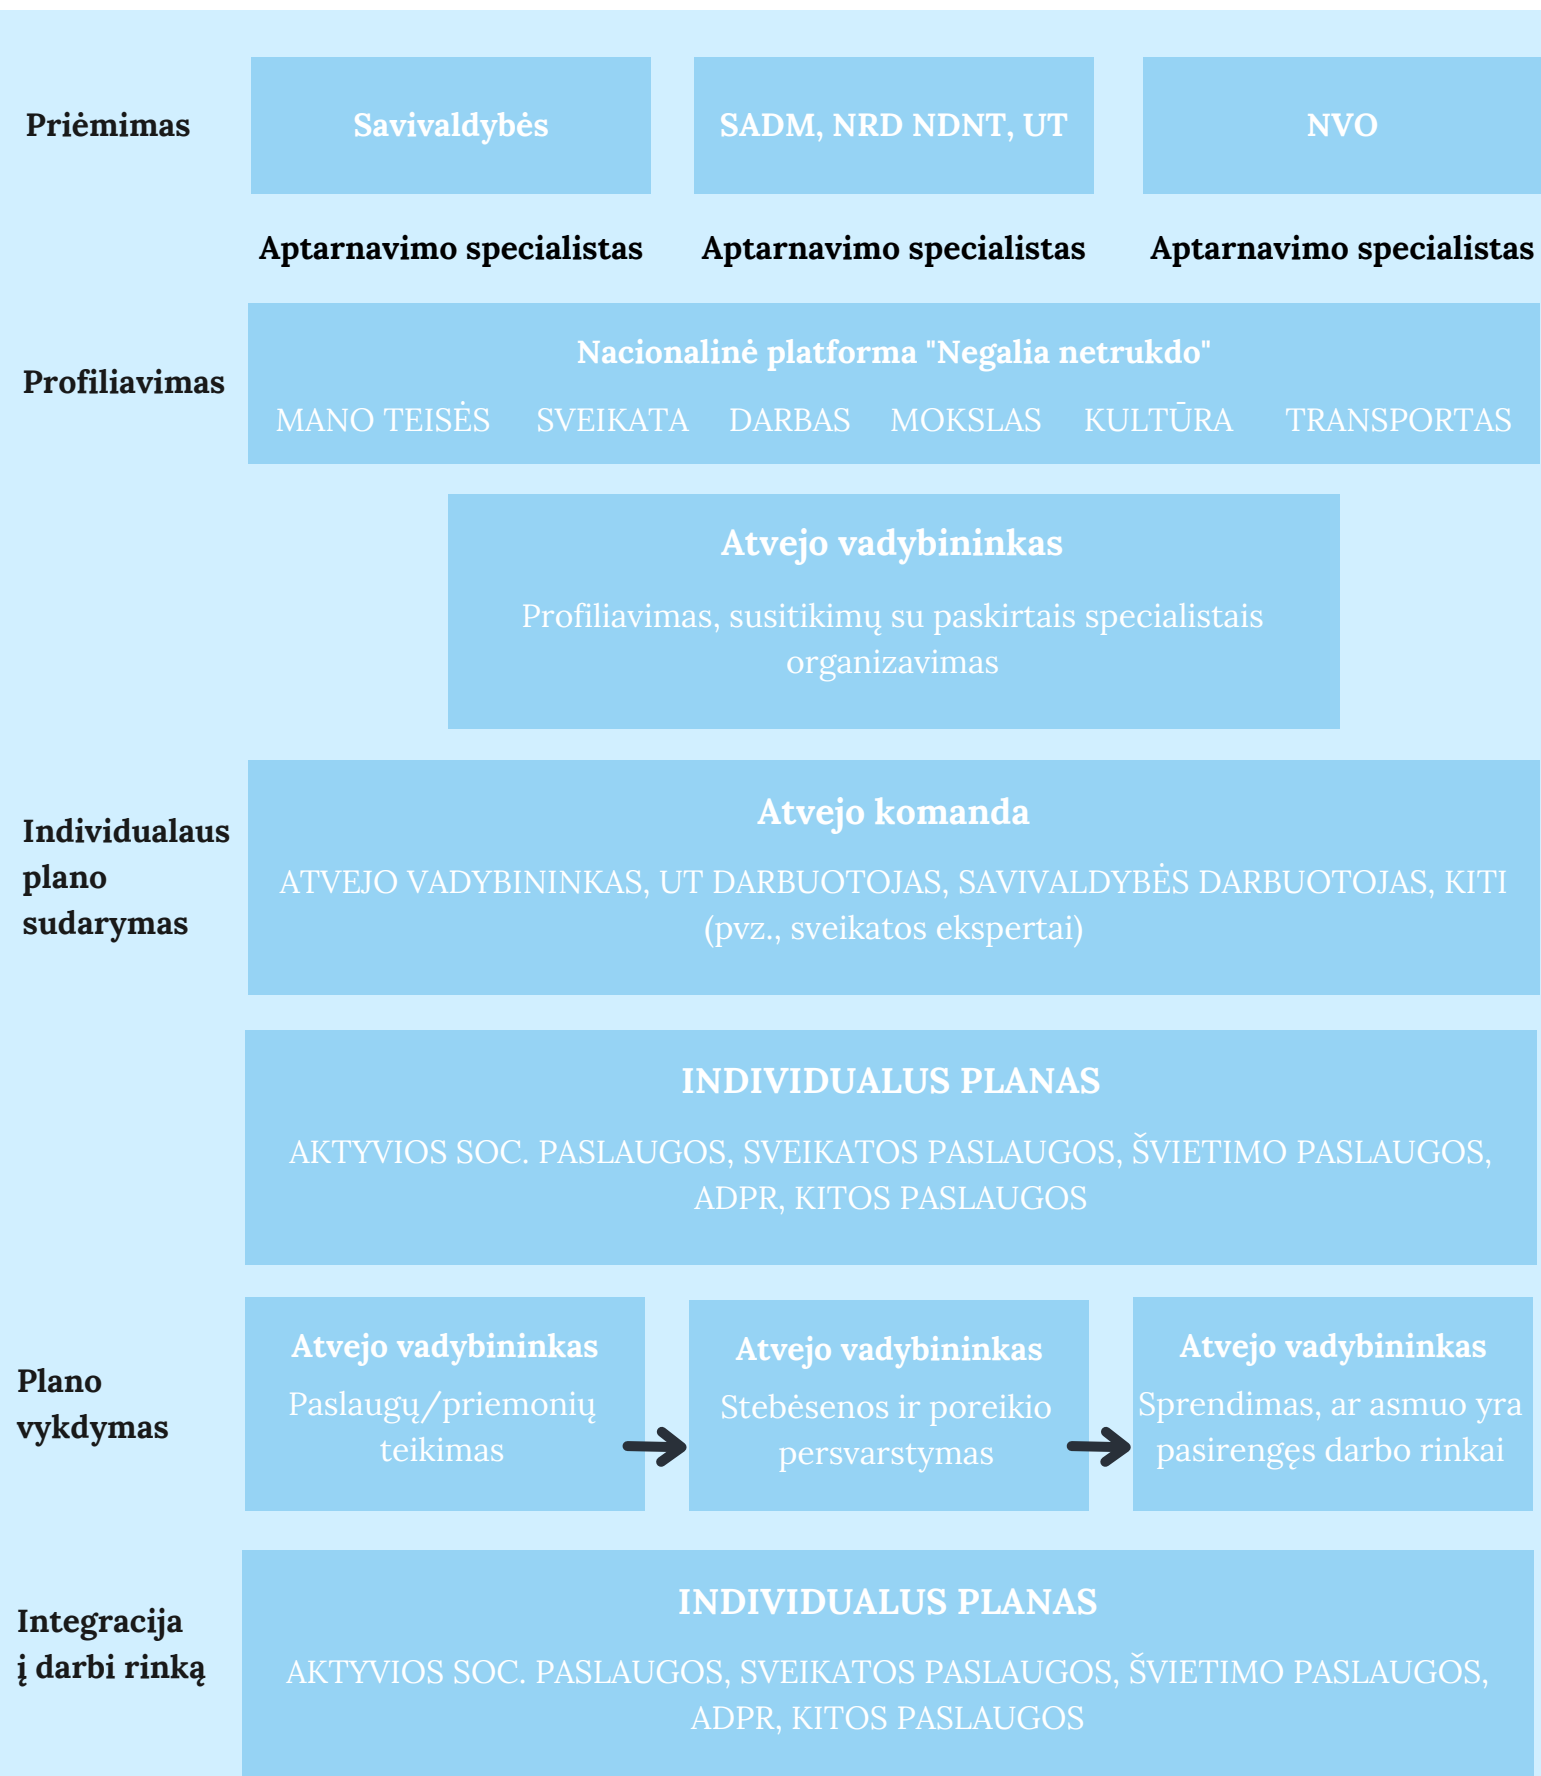 Priėmimas
Savivaldybės
SADM, NRD NDNT, UT
NVO
Aptarnavimo specialistas
Aptarnavimo specialistas
Aptarnavimo specialistas
Profiliavimas
Nacionalinė platforma "Negalia netrukdo"
MANO TEISĖS SVEIKATA DARBAS MOKSLAS KULTŪRA TRANSPORTAS
Atvejo vadybininkas
Profiliavimas, susitikimų su paskirtais specialistais
organizavimas
Individualaus
plano
sudarymas
Atvejo komanda
ATVEJO VADYBININKAS, UT DARBUOTOJAS, SAVIVALDYBĖS DARBUOTOJAS, KITI
(pvz., sveikatos ekspertai)
INDIVIDUALUS PLANAS
AKTYVIOS SOC. PASLAUGOS, SVEIKATOS PASLAUGOS, ŠVIETIMO PASLAUGOS,
ADPR, KITOS PASLAUGOS
Plano
vykdymas
Atvejo vadybininkas
Paslaugų/priemonių
teikimas
Atvejo vadybininkas
Stebėsenos ir poreikio
persvarstymas
Atvejo vadybininkas
Sprendimas, ar asmuo yra
pasirengęs darbo rinkai
Integracija
į darbi rinką
INDIVIDUALUS PLANAS
AKTYVIOS SOC. PASLAUGOS, SVEIKATOS PASLAUGOS, ŠVIETIMO PASLAUGOS,
ADPR, KITOS PASLAUGOS